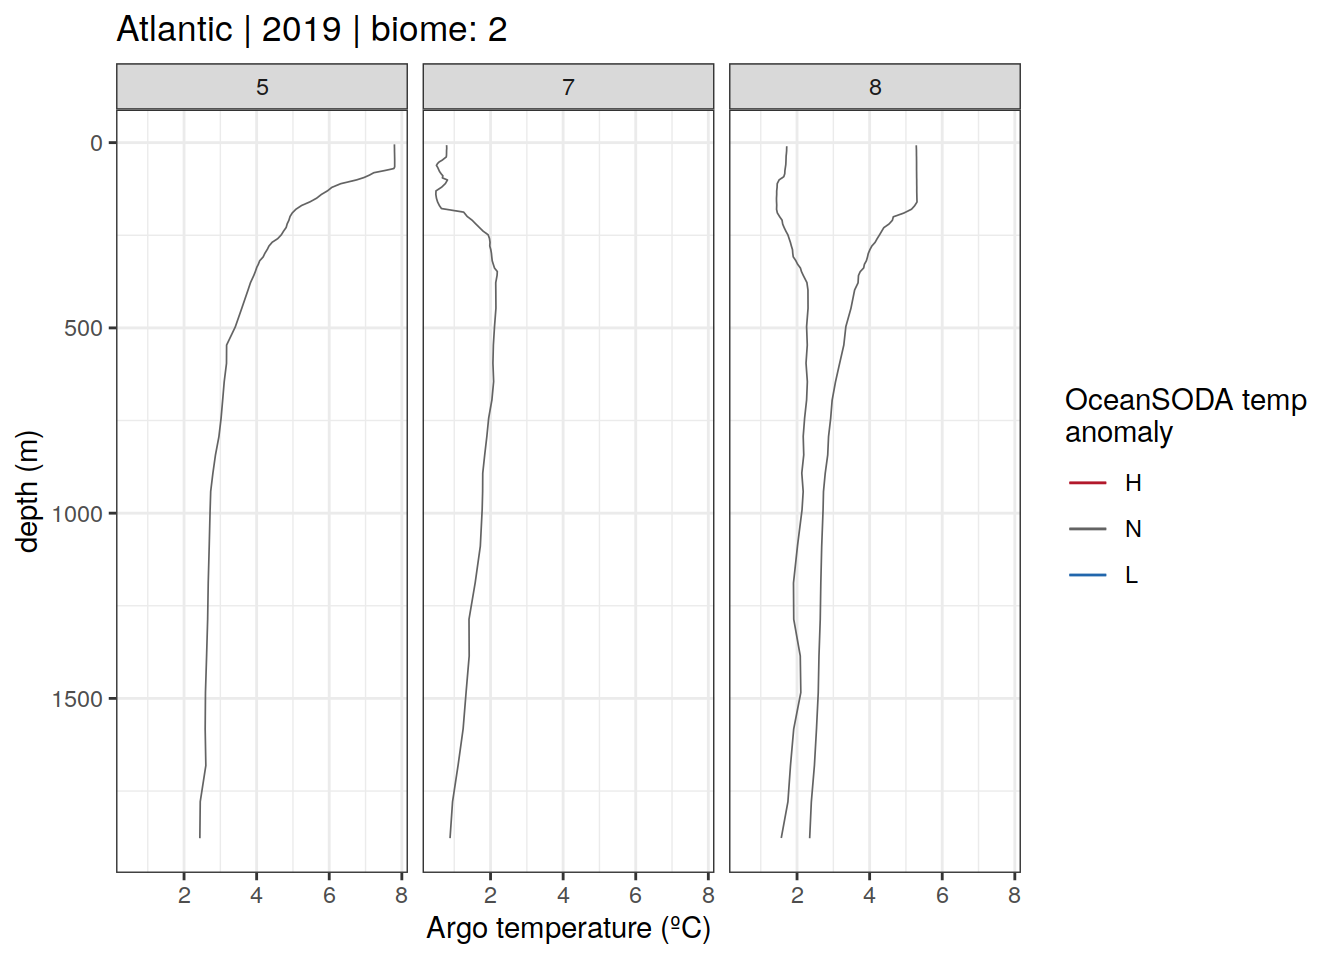 Atlantic | 2019 | biome: 2
5 7 8
0
500
1000
1500
depth (m)
2 4 6 8 2 4 6 8 2 4 6 8
Argo temperature (ºC)
OceanSODA temp
anomaly
H
N
L